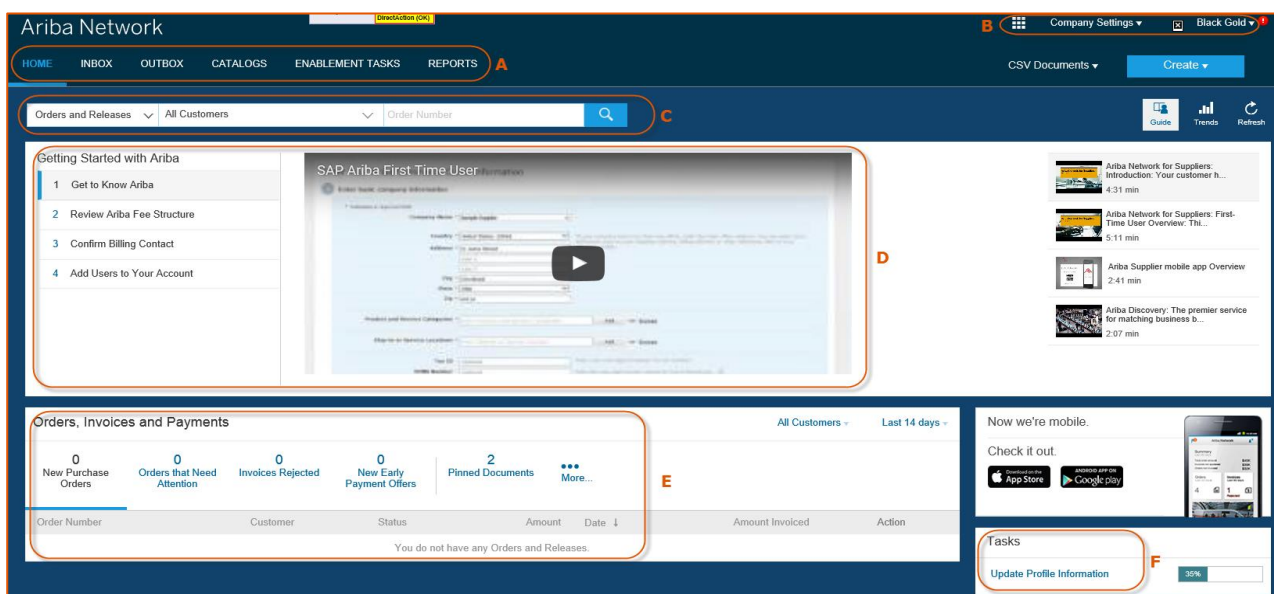 DirectAction (OK)
Ariba Network
B
Company Settings
Black Gold
!
HOME INBOX OUTBOX CATALOGS ENABLEMENT TASKS REPORTS
A
CSV Documents
Create
Orders and Releases
All Customers
Order Number
C
Guide
Trends
Refresh
Getting Started with Ariba
1 Get to Know Ariba
2 Review Ariba Fee Structure
3 Confirm Billing Contact
4 Add Users to Your Account
SAP Ariba First Time User
D
Ariba Network for Suppliers:
Introduction: Your customer h...
4:31 min
Ariba Network for Suppliers: First-
Time User Overview: Thi...
5:11 min
Ariba Supplier mobile app Overview
2:41 min
Ariba Discovery: The premier service
for matching business b...
2:07 min
Orders, Invoices and Payments
All Customers
Last 14 days
0
New Purchase
Orders
0
Orders that Need
Attention
0
Invoices Rejected
0
New Early
Payment Offers
2
Pinned Documents
More...
E
Order Number Customer Status Amount Date ↓ Amount Invoiced Action
You do not have any Orders and Releases.
Now we're mobile.
Check it out.
Download on the
App Store
ANDROID APP ON
Google play
Tasks
Update Profile Information
F
35%